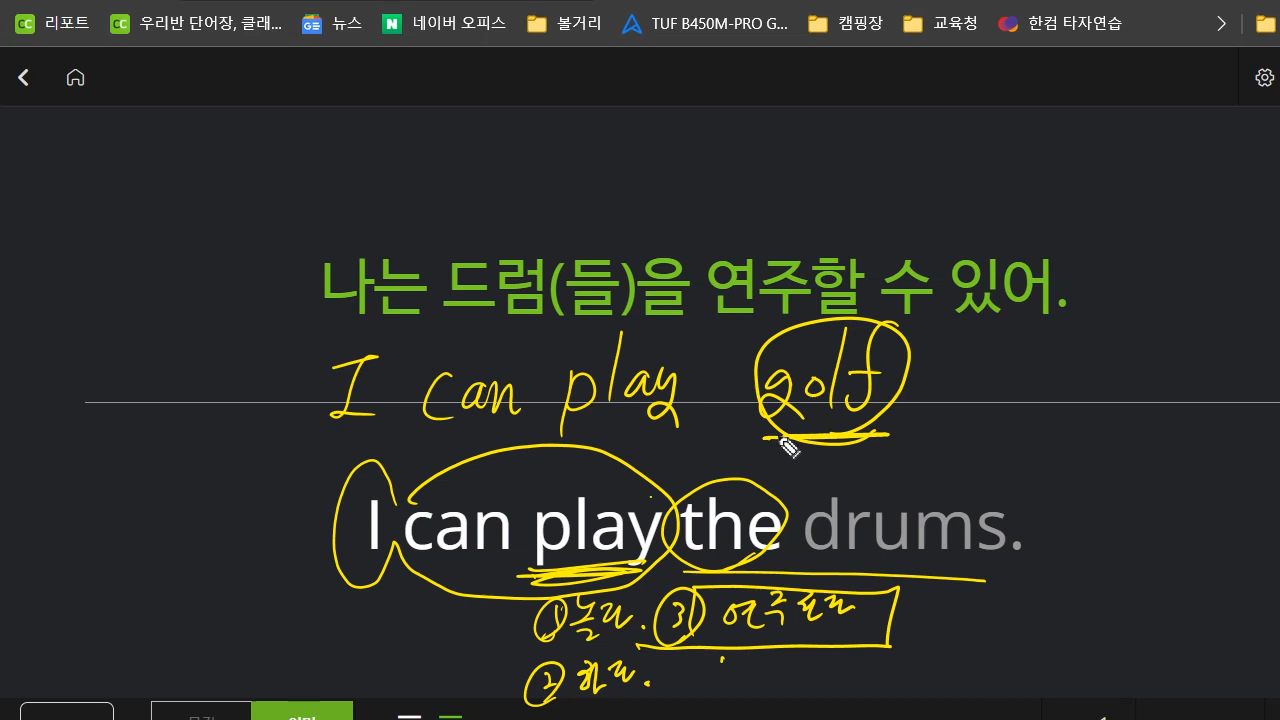 리포트 우리반 단어장, 클래... 뉴스 네이버 오피스 볼거리 TUF B450M-PRO G... 캠핑장 교육청 한컴 타자연습
나는 드럼(들)을 연주할 수 있어.
I can play golf
I can play the drums.
① 놀다. ③ 연주하다
② 하다.